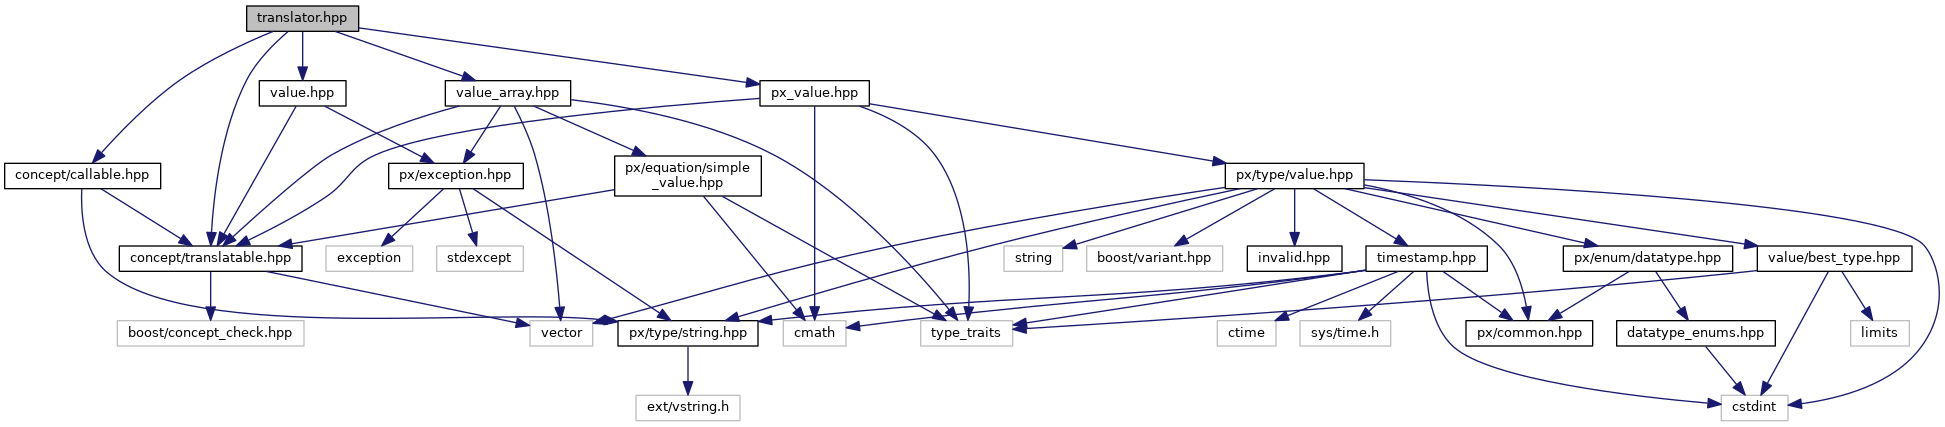 translator.hpp
value.hpp
value_array.hpp
px_value.hpp
concept/callable.hpp
px/exception.hpp
px/equation/simple
_value.hpp
px/type/value.hpp
concept/translatable.hpp
exception
stdexcept
string
boost/variant.hpp
invalid.hpp
timestamp.hpp
px/enum/datatype.hpp
value/best_type.hpp
boost/concept_check.hpp
vector
px/type/string.hpp
cmath
type_traits
ctime
sys/time.h
px/common.hpp
datatype_enums.hpp
limits
ext/vstring.h
cstdint